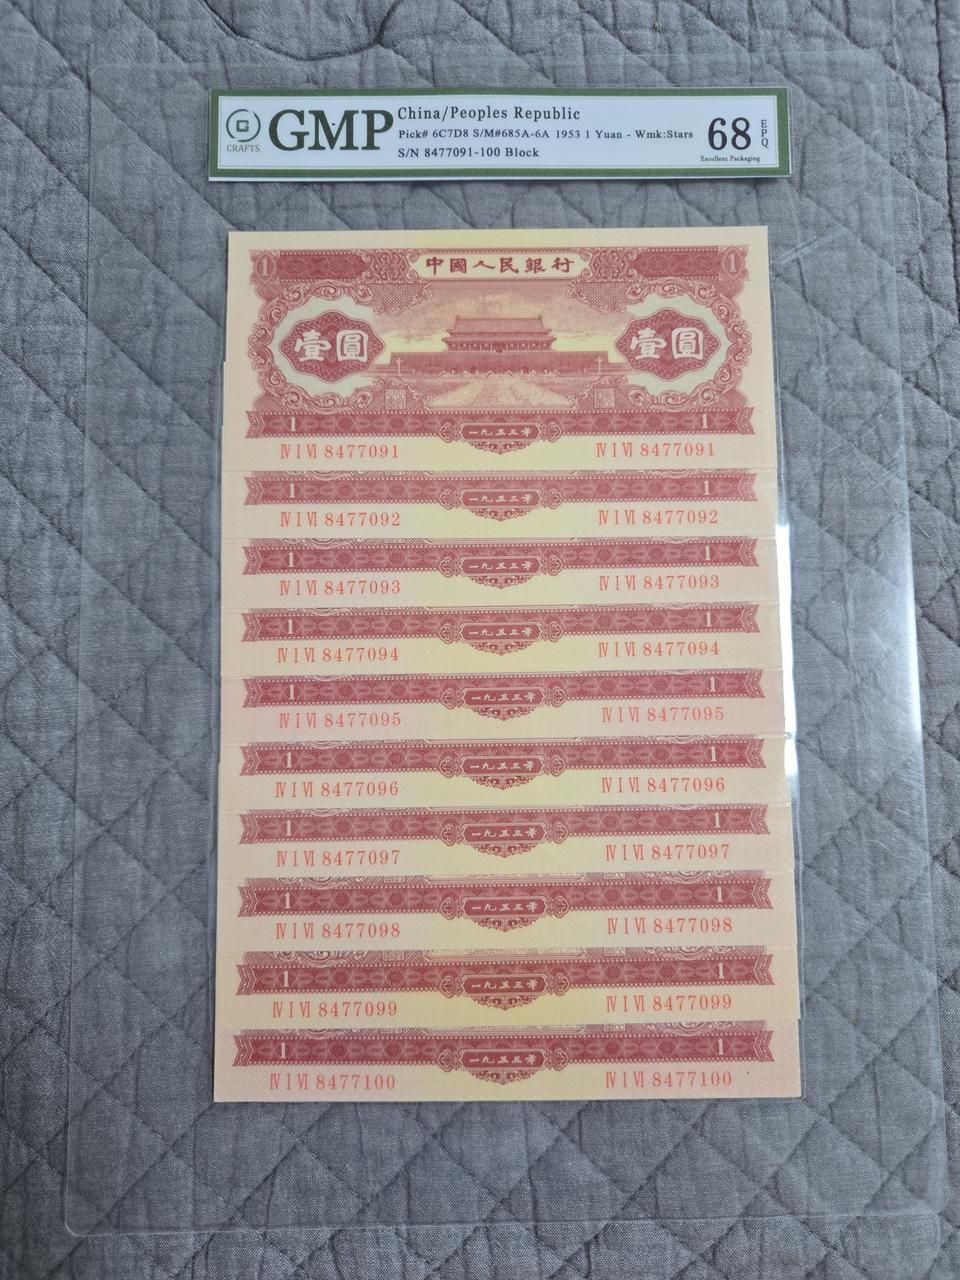 G CRAFTS GMP
China/Peoples Republic
Pick# 6C7D8 S/M#685A-6A 1953 1 Yuan - Wmk:Stars
S/N 8477091-100 Block
68 EPQ
Excellent Packaging
1 中國人民銀行 1
壹圓 壹圓
1 一九五三年 1
Ⅳ Ⅰ Ⅵ 8477091 Ⅳ Ⅰ Ⅵ 8477091
1 一九五三年 1
Ⅳ Ⅰ Ⅵ 8477092 Ⅳ Ⅰ Ⅵ 8477092
1 一九五三年 1
Ⅳ Ⅰ Ⅵ 8477093 Ⅳ Ⅰ Ⅵ 8477093
1 一九五三年 1
Ⅳ Ⅰ Ⅵ 8477094 Ⅳ Ⅰ Ⅵ 8477094
1 一九五三年 1
Ⅳ Ⅰ Ⅵ 8477095 Ⅳ Ⅰ Ⅵ 8477095
1 一九五三年 1
Ⅳ Ⅰ Ⅵ 8477096 Ⅳ Ⅰ Ⅵ 8477096
1 一九五三年 1
Ⅳ Ⅰ Ⅵ 8477097 Ⅳ Ⅰ Ⅵ 8477097
1 一九五三年 1
Ⅳ Ⅰ Ⅵ 8477098 Ⅳ Ⅰ Ⅵ 8477098
1 一九五三年 1
Ⅳ Ⅰ Ⅵ 8477099 Ⅳ Ⅰ Ⅵ 8477099
1 一九五三年 1
Ⅳ Ⅰ Ⅵ 8477100 Ⅳ Ⅰ Ⅵ 8477100